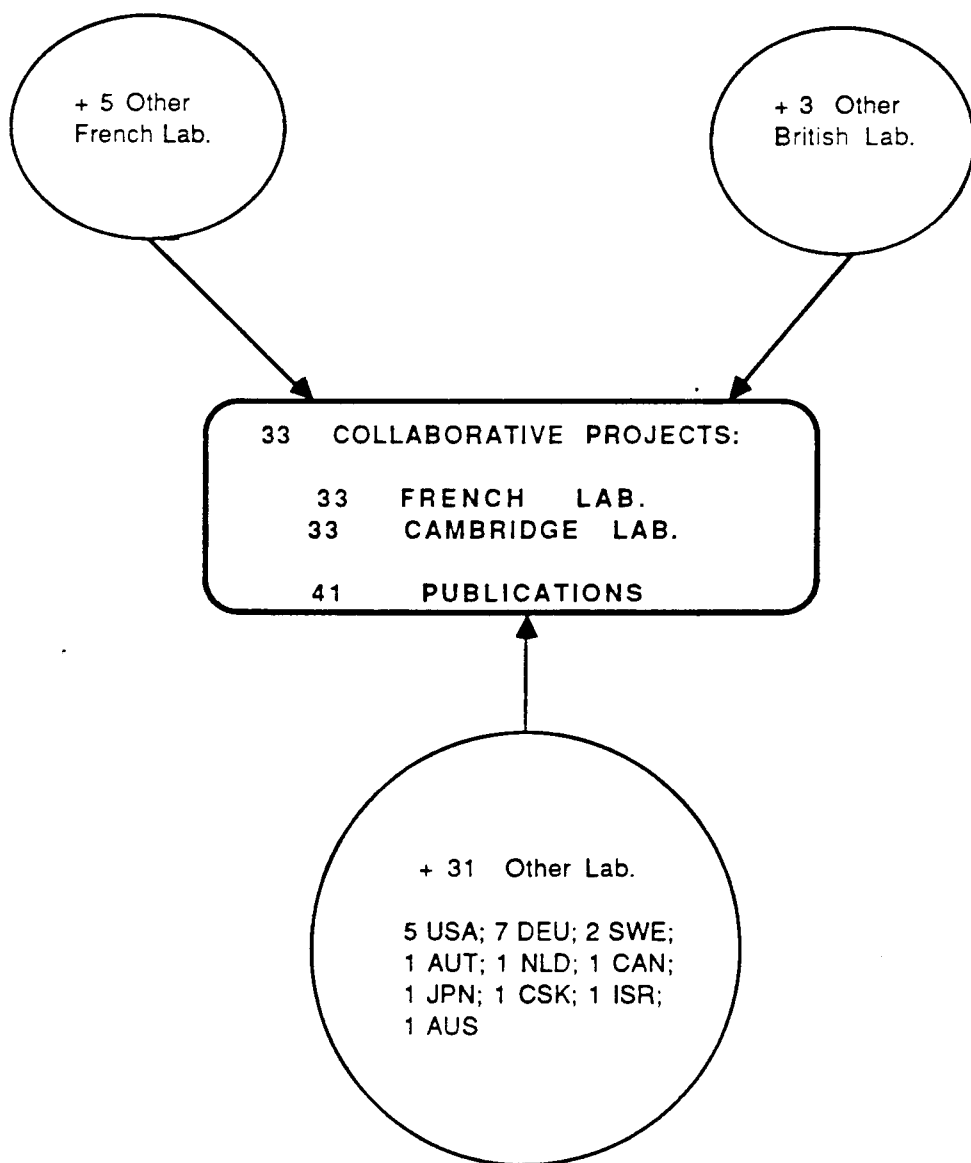 + 5 Other
French Lab.
+ 3 Other
British Lab.
33 COLLABORATIVE PROJECTS:
33 FRENCH LAB.
33 CAMBRIDGE LAB.
41 PUBLICATIONS
+ 31 Other Lab.
5 USA; 7 DEU; 2 SWE;
1 AUT; 1 NLD; 1 CAN;
1 JPN; 1 CSK; 1 ISR;
1 AUS